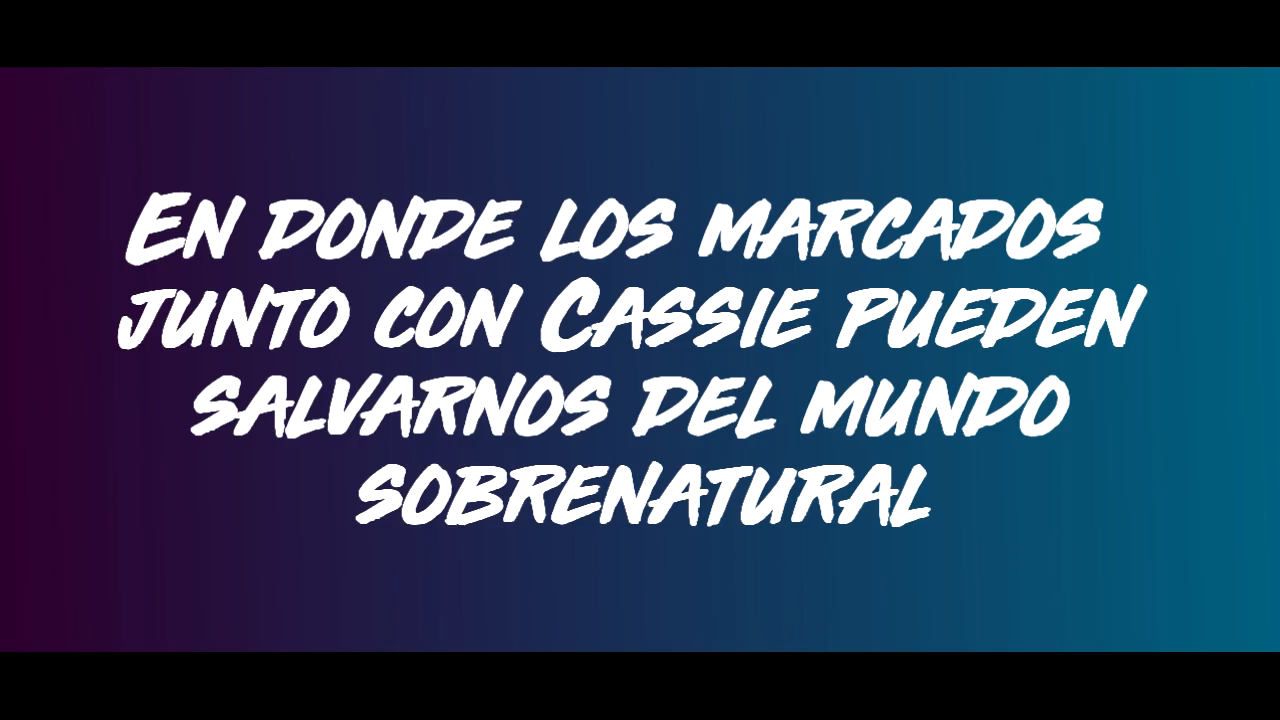 En donde los marcados
junto con Cassie pueden
salvarnos del mundo
sobrenatural